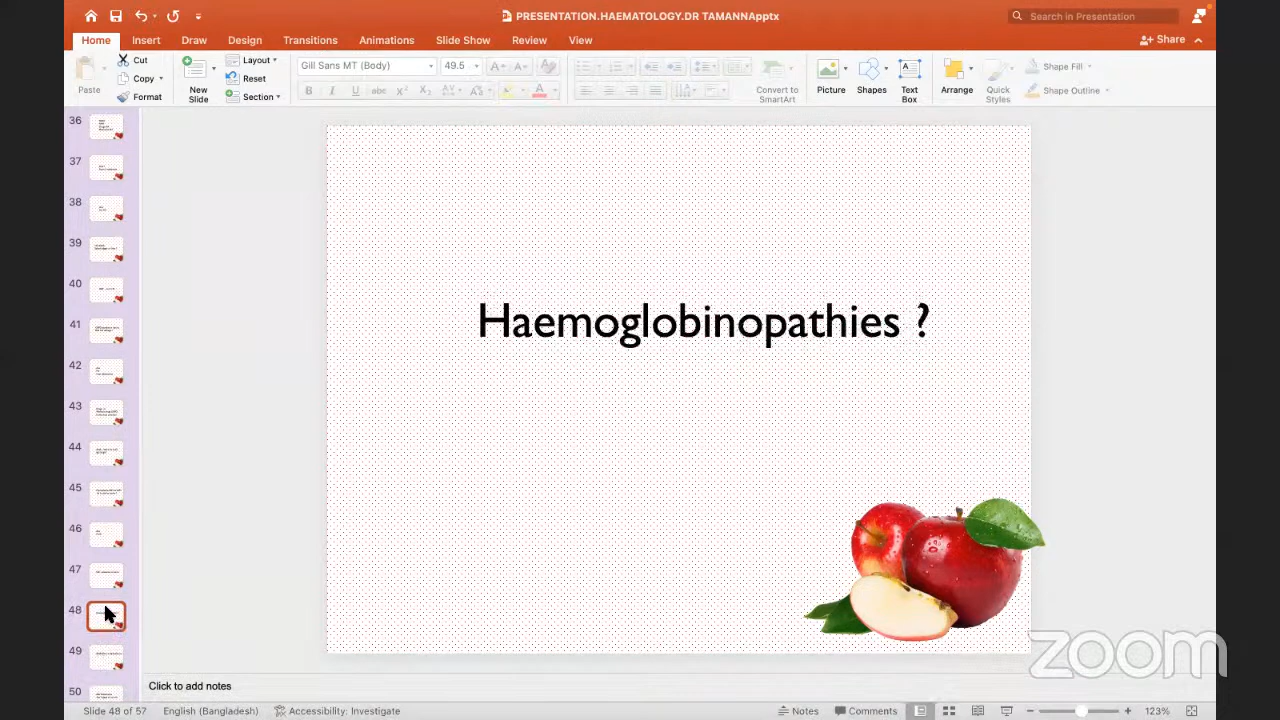 PRESENTATION.HAEMATOLOGY.DR TAMANNApptx
Search in Presentation
Home Insert Draw Design Transitions Animations Slide Show Review View
Share
Paste
Cut
Copy
Format
New
Slide
Layout
Reset
Section
Gill Sans MT (Body)
49.5
Convert to
SmartArt
Picture
Shapes
Text
Box
Arrange
Quick
Styles
Shape Fill
Shape Outline
36
37
38
39
40
41
42
43
44
45
46
47
48
49
50
Haemoglobinopathies ?
zoom
Click to add notes
Slide 48 of 57 English (Bangladesh) Accessibility: Investigate Notes Comments 123%